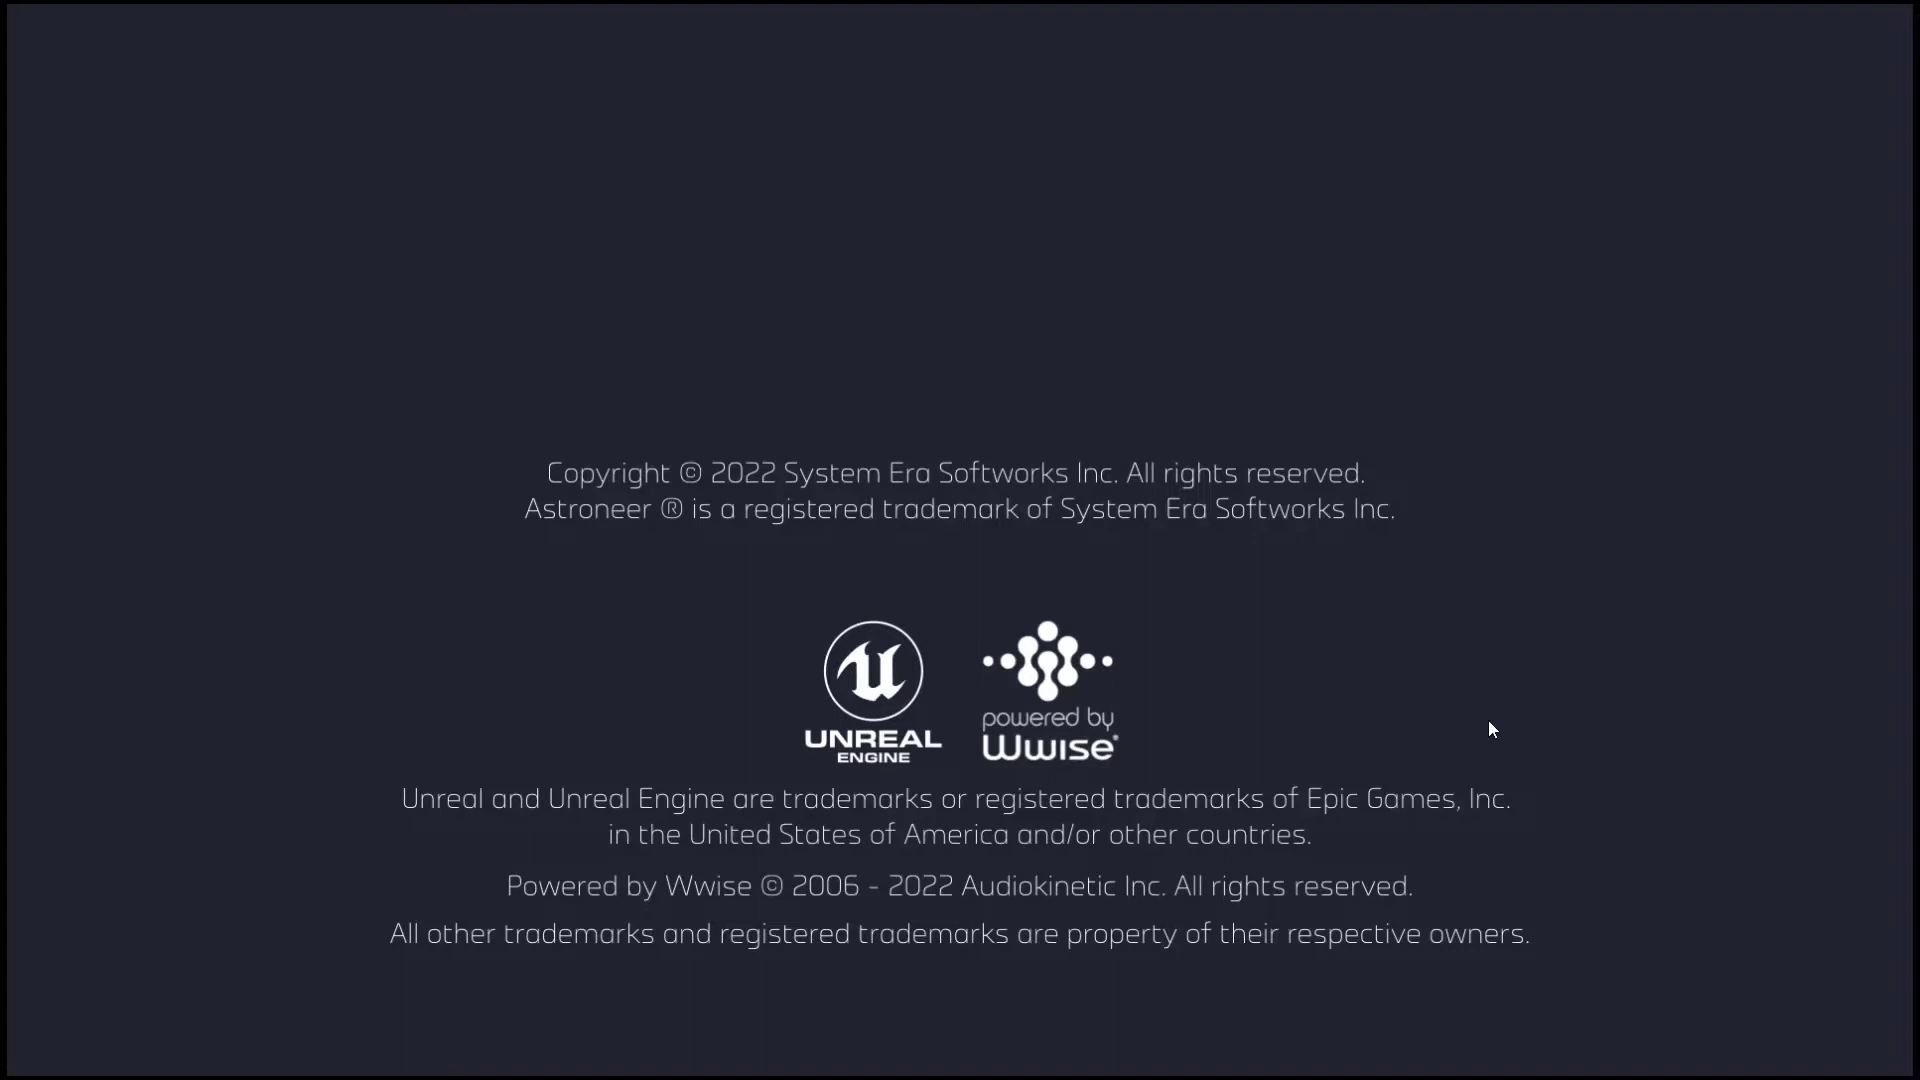 Copyright © 2022 System Era Softworks Inc. All rights reserved.
Astroneer ® is a registered trademark of System Era Softworks Inc.
UNREAL
ENGINE
powered by
Wwise®
Unreal and Unreal Engine are trademarks or registered trademarks of Epic Games, Inc.
in the United States of America and/or other countries.
Powered by Wwise © 2006 - 2022 Audiokinetic Inc. All rights reserved.
All other trademarks and registered trademarks are property of their respective owners.